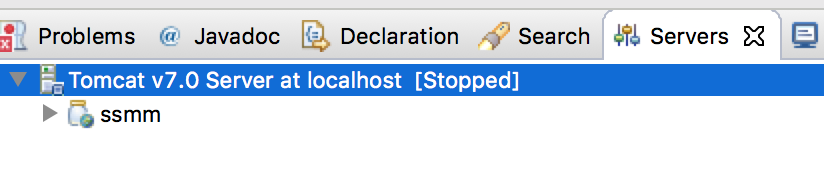 Problems @ Javadoc Declaration Search Servers
Tomcat v7.0 Server at localhost [Stopped]
ssmm